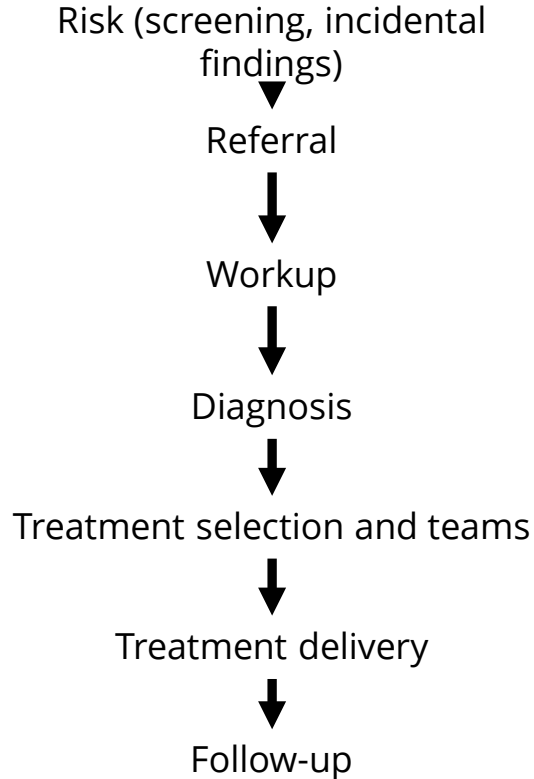 Risk (screening, incidental
findings)
Referral
Workup
Diagnosis
Treatment selection and teams
Treatment delivery
Follow-up